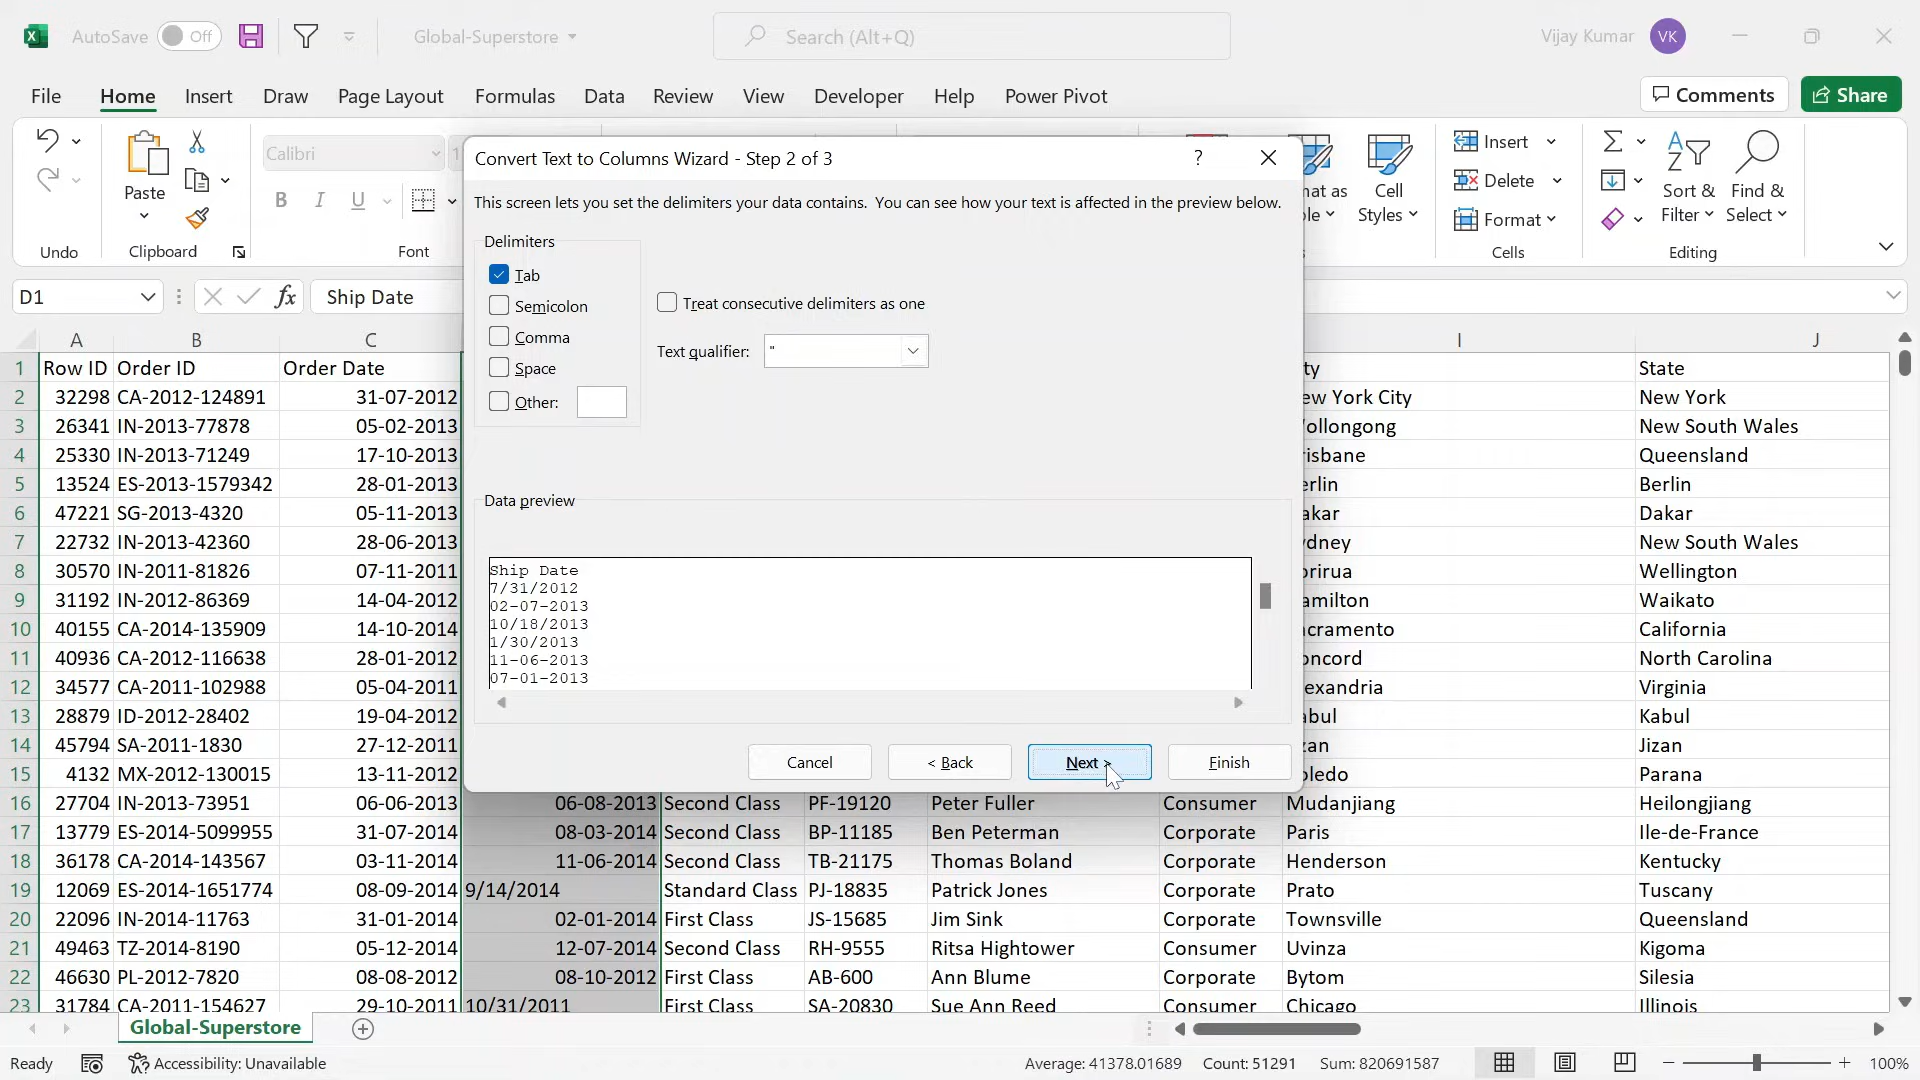 AutoSave Off Global-Superstore Search (Alt+Q) Vijay Kumar VK
File Home Insert Draw Page Layout Formulas Data Review View Developer Help Power Pivot Comments Share
Paste
Undo
Clipboard
Calibri
B I U
Font
Cell
Styles
Insert
Delete
Format
Cells
Sort &
Filter
Find &
Select
Editing
D1 fx Ship Date
Convert Text to Columns Wizard - Step 2 of 3 ?
This screen lets you set the delimiters your data contains. You can see how your text is affected in the preview below.
Delimiters
Tab
Semicolon
Comma
Space
Other:
Treat consecutive delimiters as one
Text qualifier: "
Data preview
Ship Date
7/31/2012
02-07-2013
10/18/2013
1/30/2013
11-06-2013
07-01-2013
Cancel < Back Next > Finish
A B C I J
1 Row ID Order ID Order Date State
2 32298 CA-2012-124891 31-07-2012 New York City New York
3 26341 IN-2013-77878 05-02-2013 New South Wales
4 25330 IN-2013-71249 17-10-2013 Queensland
5 13524 ES-2013-1579342 28-01-2013 Berlin
6 47221 SG-2013-4320 05-11-2013 Dakar
7 22732 IN-2013-42360 28-06-2013 New South Wales
8 30570 IN-2011-81826 07-11-2011 Wellington
9 31192 IN-2012-86369 14-04-2012 Waikato
10 40155 CA-2014-135909 14-10-2014 California
11 40936 CA-2012-116638 28-01-2012 North Carolina
12 34577 CA-2011-102988 05-04-2011 Virginia
13 28879 ID-2012-28402 19-04-2012 Kabul
14 45794 SA-2011-1830 27-12-2011 Jizan
15 4132 MX-2012-130015 13-11-2012 Parana
16 27704 IN-2013-73951 06-06-2013 06-08-2013 Second Class PF-19120 Peter Fuller Consumer Mudanjiang Heilongjiang
17 13779 ES-2014-5099955 31-07-2014 08-03-2014 Second Class BP-11185 Ben Peterman Corporate Paris Ile-de-France
18 36178 CA-2014-143567 03-11-2014 11-06-2014 Second Class TB-21175 Thomas Boland Corporate Henderson Kentucky
19 12069 ES-2014-1651774 08-09-2014 9/14/2014 Standard Class PJ-18835 Patrick Jones Corporate Prato Tuscany
20 22096 IN-2014-11763 31-01-2014 02-01-2014 First Class JS-15685 Jim Sink Corporate Townsville Queensland
21 49463 TZ-2014-8190 05-12-2014 12-07-2014 Second Class RH-9555 Ritsa Hightower Consumer Uvinza Kigoma
22 46630 PL-2012-7820 08-08-2012 08-10-2012 First Class AB-600 Ann Blume Corporate Bytom Silesia
23 31784 CA-2011-154627 29-10-2011 10/31/2011 First Class SA-20830 Sue Ann Reed Consumer Chicago Illinois
Global-Superstore
Ready Accessibility: Unavailable Average: 41378.01689 Count: 51291 Sum: 820691587 100%